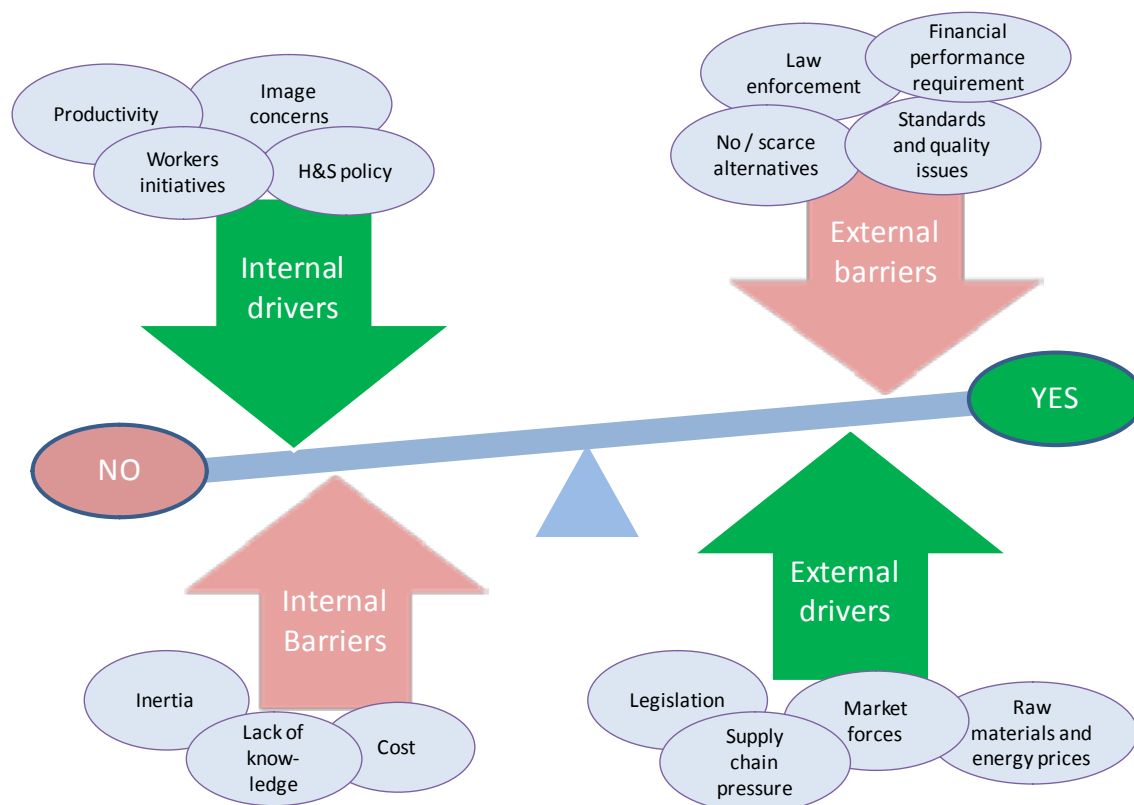 Productivity
Image
concerns
Workers
initiatives
H&S policy
Internal
drivers
Law
enforcement
Financial
performance
requirement
No / scarce
alternatives
Standards
and quality
issues
External
barriers
NO
YES
Internal
Barriers
Inertia
Lack of
know-
ledge
Cost
External
drivers
Legislation
Supply
chain
pressure
Market
forces
Raw
materials and
energy prices